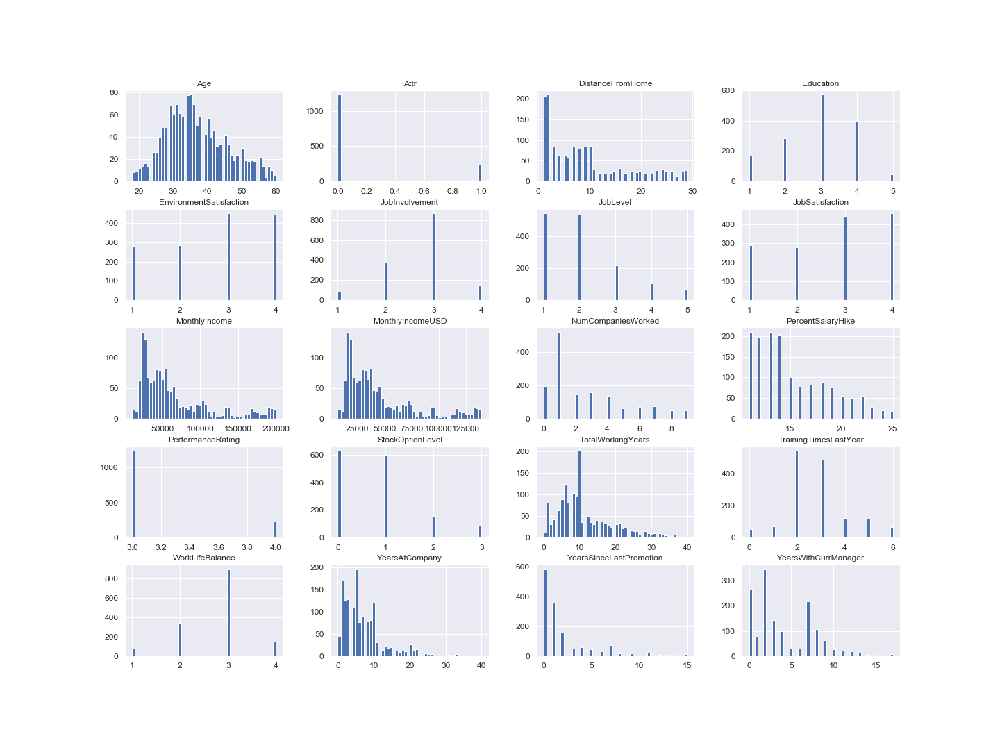 Age Attr DistanceFromHome Education
80 60 40 20 0 1000 500 0 200 150 100 50 0 600 400 200 0
20 30 40 50 60 0.0 0.2 0.4 0.6 0.8 1.0 0 10 20 30 1 2 3 4 5
EnvironmentSatisfaction JobInvolvement JobLevel JobSatisfaction
400 300 200 100 0 800 600 400 200 0 400 200 0 400 300 200 100 0
1 2 3 4 1 2 3 4 1 2 3 4 5 1 2 3 4
MonthlyIncome MonthlyIncomeUSD NumCompaniesWorked PercentSalaryHike
100 50 0 100 50 0 400 200 0 200 150 100 50 0
50000 100000 150000 200000 25000 50000 75000 100000 125000 0 2 4 6 8 15 20 25
PerformanceRating StockOptionLevel TotalWorkingYears TrainingTimesLastYear
1000 500 0 600 400 200 0 200 150 100 50 0 400 200 0
3.0 3.2 3.4 3.6 3.8 4.0 0 1 2 3 0 10 20 30 40 0 2 4 6
WorkLifeBalance YearsAtCompany YearsSinceLastPromotion YearsWithCurrManager
800 600 400 200 0 200 150 100 50 0 600 400 200 0 300 200 100 0
1 2 3 4 0 10 20 30 40 0 5 10 15 0 5 10 15